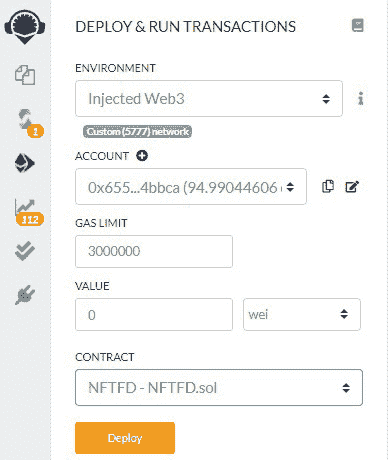 DEPLOY & RUN TRANSACTIONS
ENVIRONMENT
Injected Web3
Custom (5777) network
ACCOUNT
0x655...4bbca (94.99044606
GAS LIMIT
3000000
VALUE
0 wei
CONTRACT
NFTFD - NFTFD.sol
Deploy
1
112